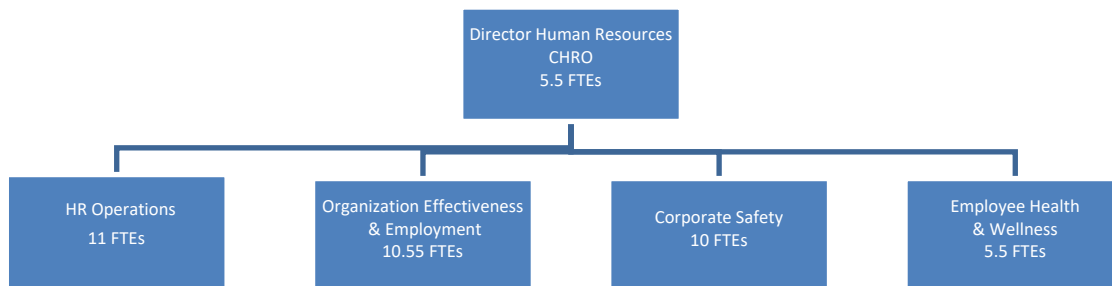 Director Human Resources
CHRO
5.5 FTEs
HR Operations
11 FTEs
Organization Effectiveness
& Employment
10.55 FTEs
Corporate Safety
10 FTEs
Employee Health
& Wellness
5.5 FTEs